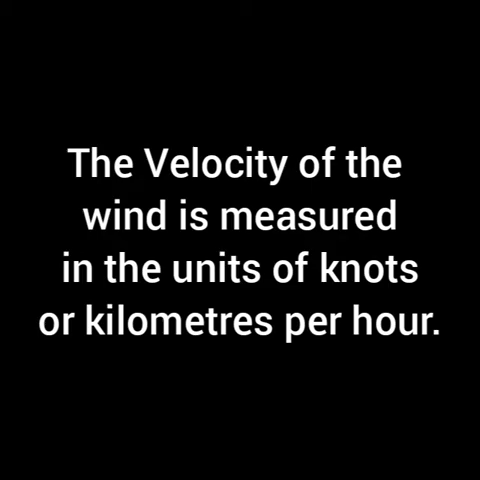 The Velocity of the
wind is measured
in the units of knots
or kilometres per hour.